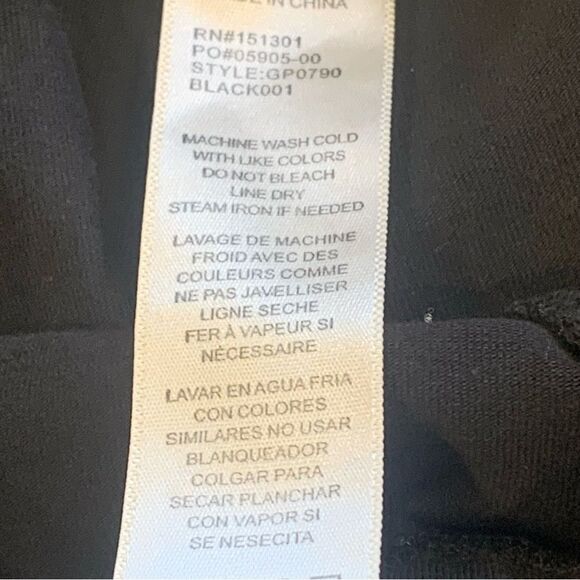 MADE IN CHINA
RN#151301
PO#05905-00
STYLE:GP0790
BLACK001
MACHINE WASH COLD
WITH LIKE COLORS
DO NOT BLEACH
LINE DRY
STEAM IRON IF NEEDED
LAVAGE DE MACHINE
FROID AVEC DES
COULEURS COMME
NE PAS JAVELLISER
LIGNE SECHE
FER À VAPEUR SI
NÉCESSAIRE
LAVAR EN AGUA FRIA
CON COLORES
SIMILARES NO USAR
BLANQUEADOR
COLGAR PARA
SECAR PLANCHAR
CON VAPOR SI
SE NESECITA